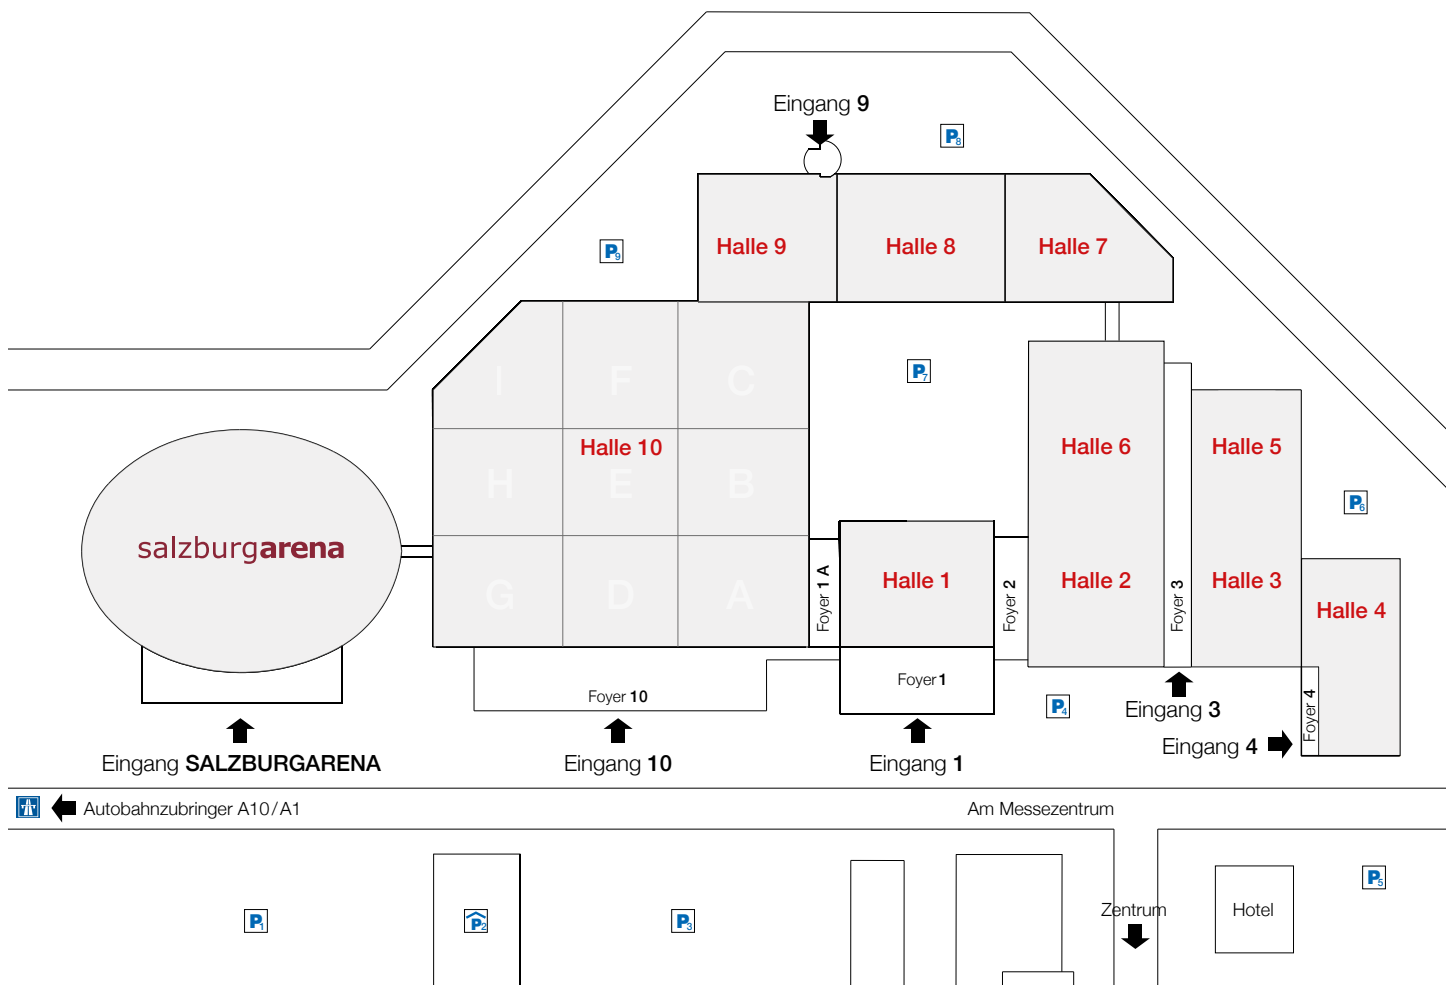 Eingang 9
P8
Halle 9
Halle 8
Halle 7
P9
I
F
C
P7
Halle 10
Halle 6
Halle 5
H
E
B
P6
salzburgarena
Foyer 1 A
Halle 1
Foyer 2
Halle 2
Foyer 3
Halle 3
Halle 4
G
D
A
Foyer 10
Foyer 1
P4
Eingang 3
Foyer 4
Eingang 4
Eingang SALZBURGARENA
Eingang 10
Eingang 1
Autobahnzubringer A10/A1
Am Messezentrum
P1
P2
P3
Zentrum
Hotel
P5